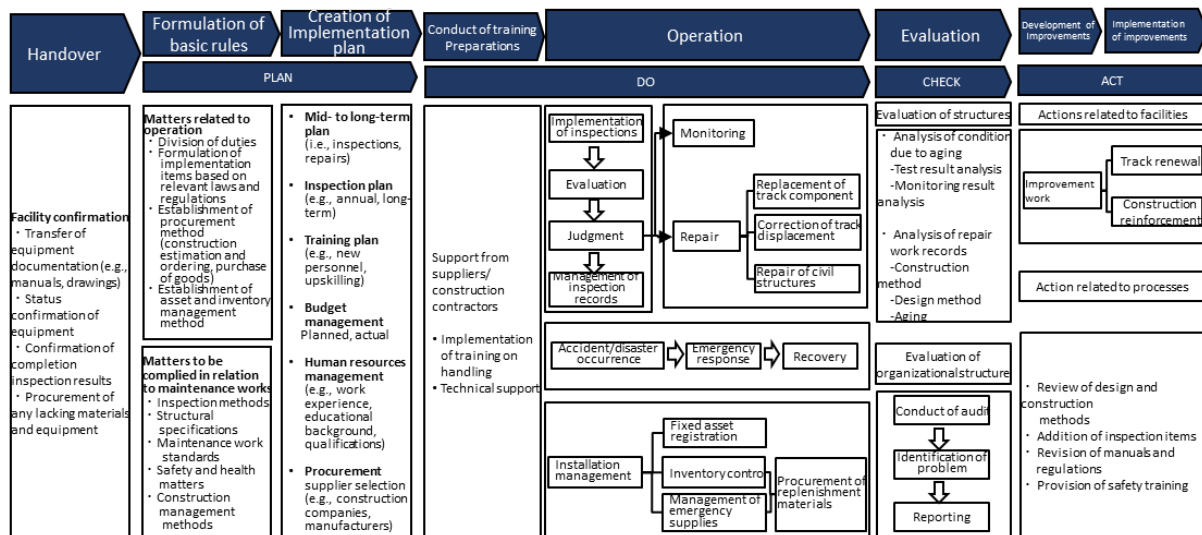 Handover
Formulation of
basic rules
Creation of
Implementation
plan
Conduct of training
Preparations
Operation
Evaluation
Development of
Improvements
Implementation
of improvements
PLAN
DO
CHECK
ACT
Facility confirmation
・Transfer of
equipment
documentation (e.g.,
manuals, drawings)
・Status
confirmation of
equipment
・Confirmation of
completion
inspection results
・Procurement of
any lacking materials
and equipment
Matters related to
operation
・Division of duties
・Formulation of
implementation
items based on
relevant laws and
regulations
・Establishment of
procurement
method
(construction
estimation and
ordering, purchase
of goods)
・Establishment of
asset and inventory
management
method
Matters to be
complied in relation
to maintenance works
・Inspection methods
・Structural
specifications
・Maintenance work
standards
・Safety and health
matters
・Construction
management
methods
• Mid- to long-term
plan
(i.e., inspections,
repairs)
• Inspection plan
(e.g., annual, long-
term)
• Training plan
(e.g., new
personnel,
upskilling)
• Budget
management
Planned, actual
• Human resources
management
(e.g., work
experience,
educational
background,
qualifications)
• Procurement
supplier selection
(e.g., construction
companies,
manufacturers)
Support from
suppliers/
construction
contractors
• Implementation
of training on
handling
• Technical support
Implementation
of inspections
Evaluation
Judgment
Management of
inspection records
Monitoring
Repair
Replacement of
track component
Correction of track
displacement
Repair of civil
structures
Accident/disaster
occurrence
Emergency
response
Recovery
Installation
management
Fixed asset
registration
Inventory contro
Management of
emergency
supplies
Procurement of
replenishment
materials
Evaluation of structures
・Analysis of condition
due to aging
-Test result analysis
-Monitoring result
analysis
・Analysis of repair
work records
-Construction
method
-Design method
-Aging
Evaluation of
organizational structure
Conduct of audit
Identification of
problem
Reporting
Actions related to facilities
Improvement
work
Track renewal
Construction
reinforcement
Action related to processes
・Review of design and
construction
methods
・Addition of inspection items
・Revision of manuals and
regulations
・Provision of safety training